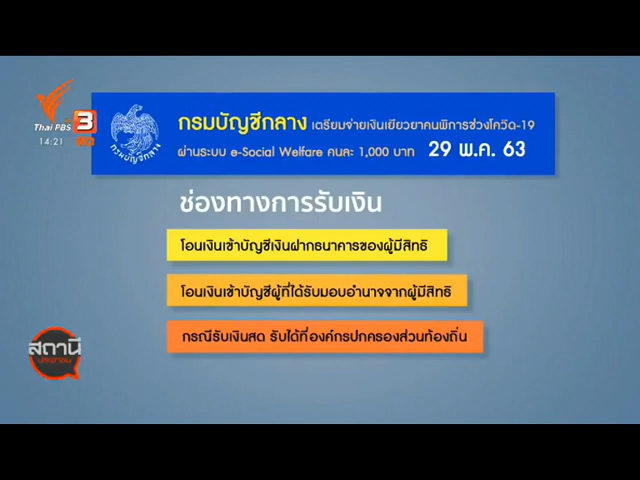 Thai PBS
3
14:21
กรมบัญชีกลาง
กรมบัญชีกลาง เตรียมจ่ายเงินเยียวยาคนพิการช่วงโควิด-19
ผ่านระบบ e-Social Welfare คนละ 1,000 บาท 29 พ.ค. 63
ช่องทางการรับเงิน
โอนเงินเข้าบัญชีเงินฝากธนาคารของผู้มีสิทธิ
โอนเงินเข้าบัญชีผู้ที่ได้รับมอบอำนาจจากผู้มีสิทธิ
กรณีรับเงินสด รับได้ที่องค์กรปกครองส่วนท้องถิ่น
สถานี
ประชาชน